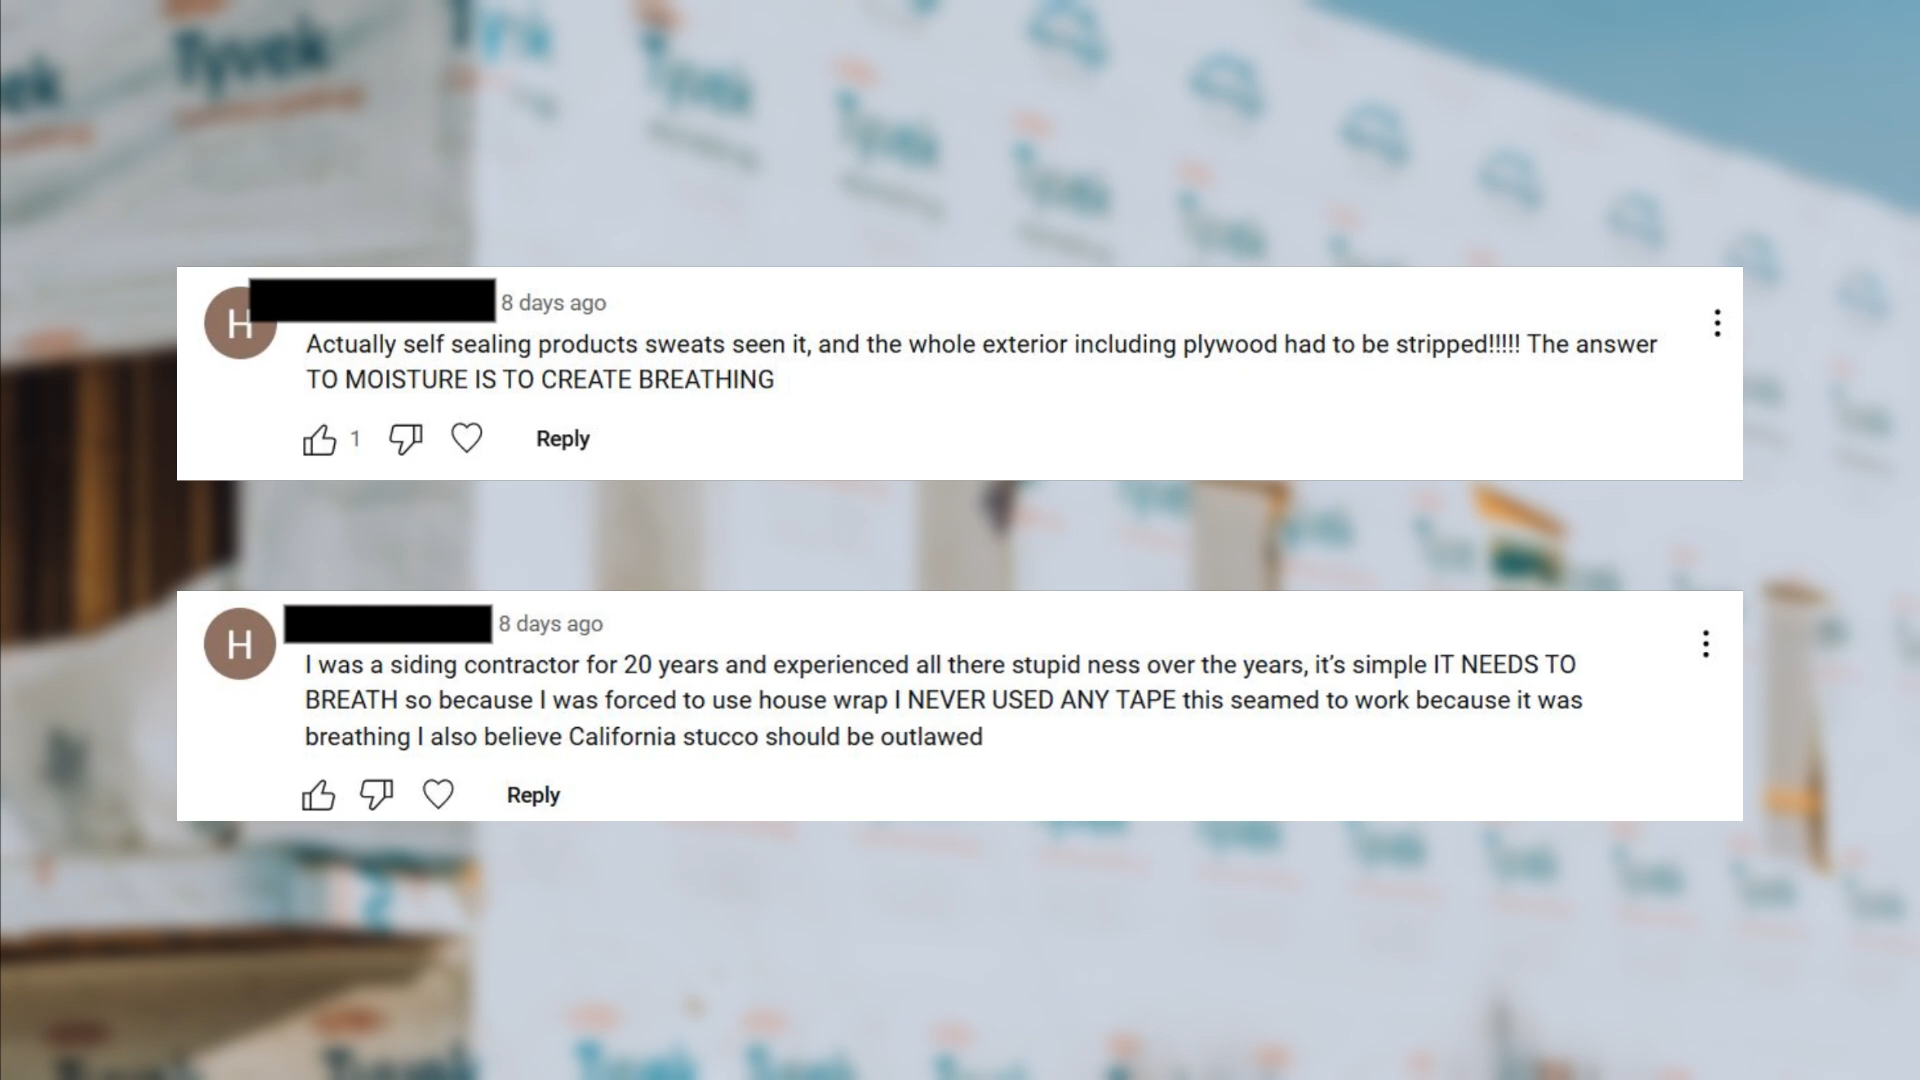 Tyvek
Tyvek
Tyvek
Tyvek
H
8 days ago
Actually self sealing products sweats seen it, and the whole exterior including plywood had to be stripped!!!!! The answer
TO MOISTURE IS TO CREATE BREATHING
1
Reply
H
8 days ago
I was a siding contractor for 20 years and experienced all there stupid ness over the years, it’s simple IT NEEDS TO
BREATH so because I was forced to use house wrap I NEVER USED ANY TAPE this seamed to work because it was
breathing I also believe California stucco should be outlawed
Reply